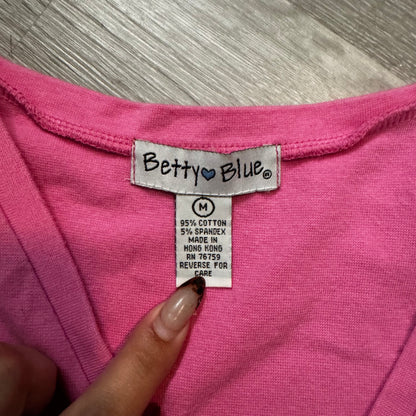 Betty Blue®
M
95% COTTON
5% SPANDEX
MADE IN
HONG KONG
RN 76759
REVERSE FOR
CARE